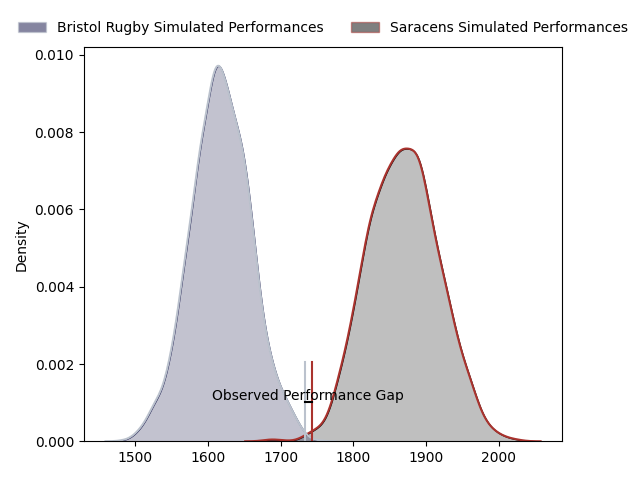 Bristol Rugby Simulated Performances Saracens Simulated Performances
0.010
0.008
0.006
0.004
0.002
0.000
Density
Observed Performance Gap
1500 1600 1700 1800 1900 2000